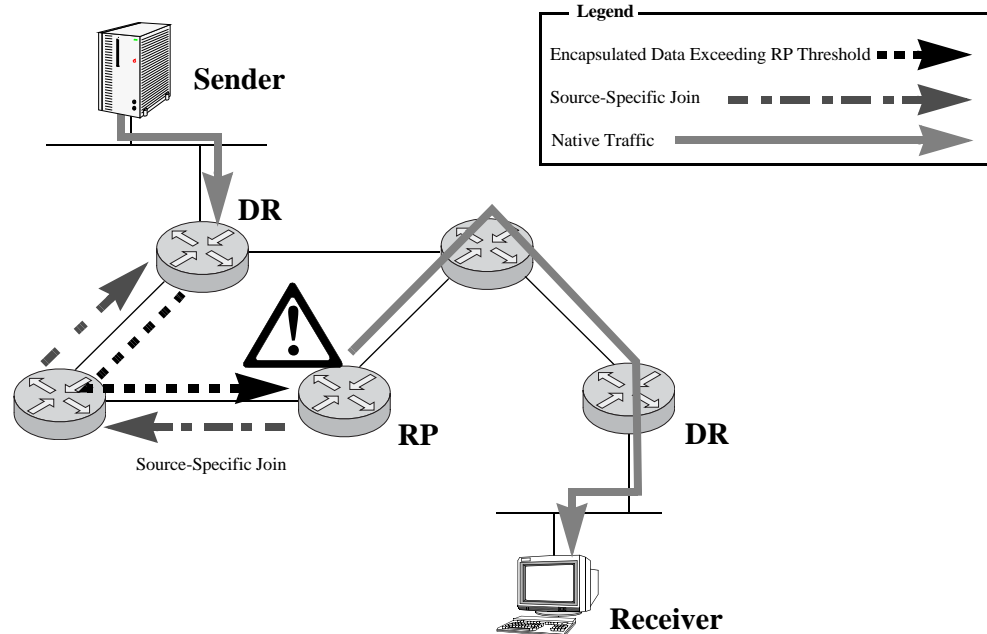 Legend
Encapsulated Data Exceeding RP Threshold
Source-Specific Join
Native Traffic
Sender
DR
RP
DR
Source-Specific Join
Receiver